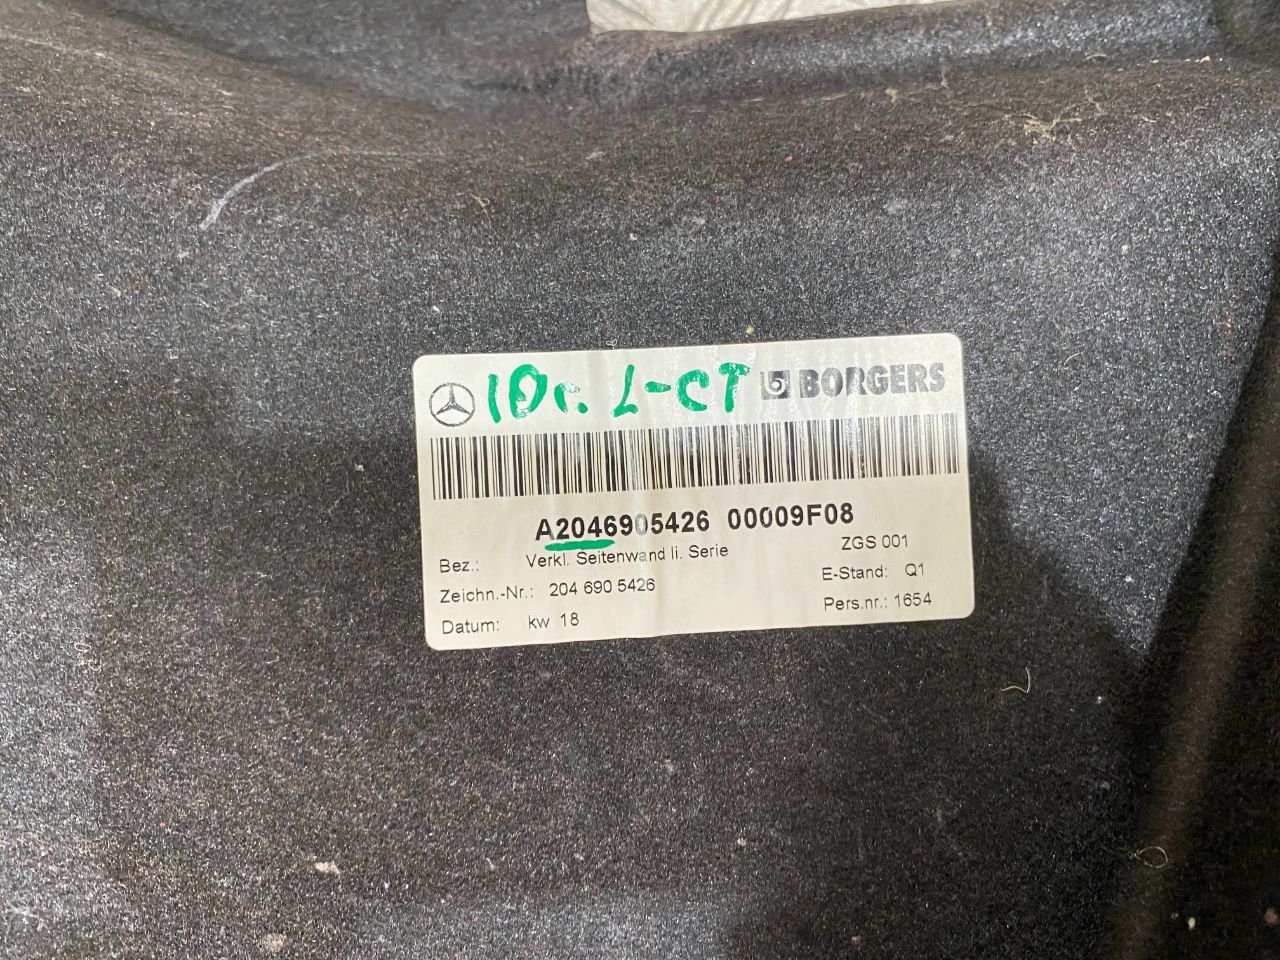 10г. L-CT BORGERS
A2046905426 00009F08
Bez.: Verkl. Seitenwand li. Serie ZGS 001
Zeichn.-Nr.: 204 690 5426 E-Stand: Q1
Datum: kw 18 Pers.nr.: 1654